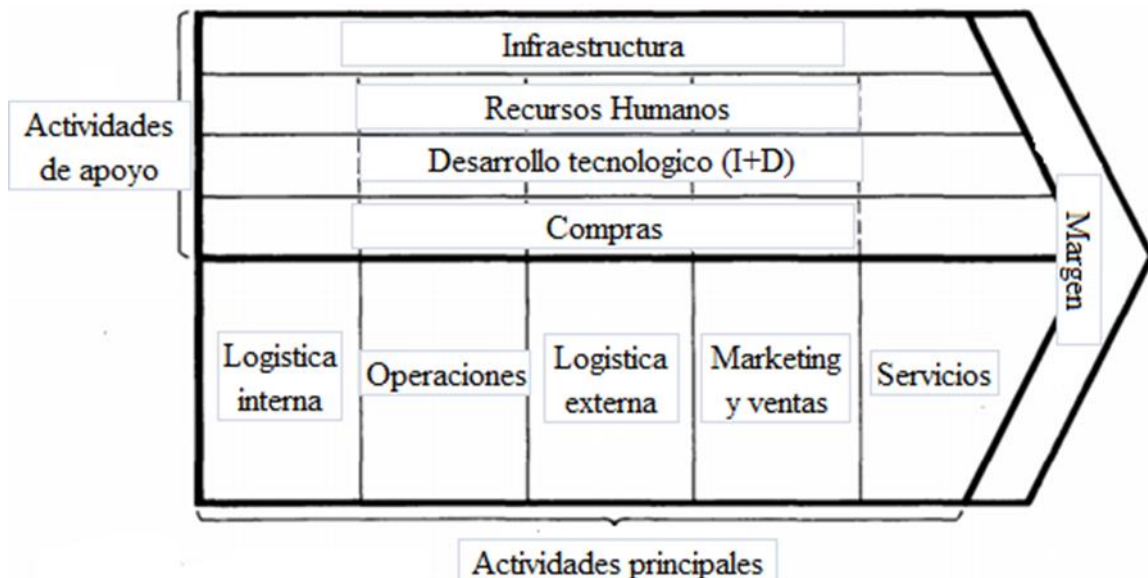 Infraestructura
Actividades
de apoyo
Recursos Humanos
Desarrollo tecnologico (I+D)
Compras
Margen
Logistica
interna
Operaciones
Logistica
externa
Marketing
y ventas
Servicios
Actividades principales